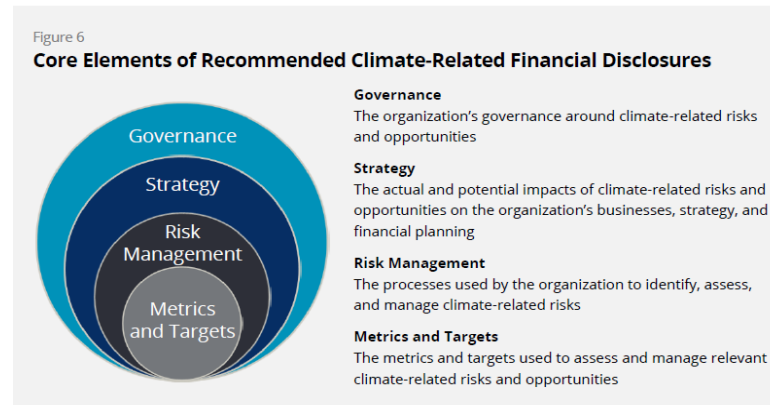 Figure 6
Core Elements of Recommended Climate-Related Financial Disclosures
Governance
Strategy
Risk
Management
Metrics
and Targets
Governance
The organization’s governance around climate-related risks
and opportunities
Strategy
The actual and potential impacts of climate-related risks and
opportunities on the organization’s businesses, strategy, and
financial planning
Risk Management
The processes used by the organization to identify, assess,
and manage climate-related risks
Metrics and Targets
The metrics and targets used to assess and manage relevant
climate-related risks and opportunities